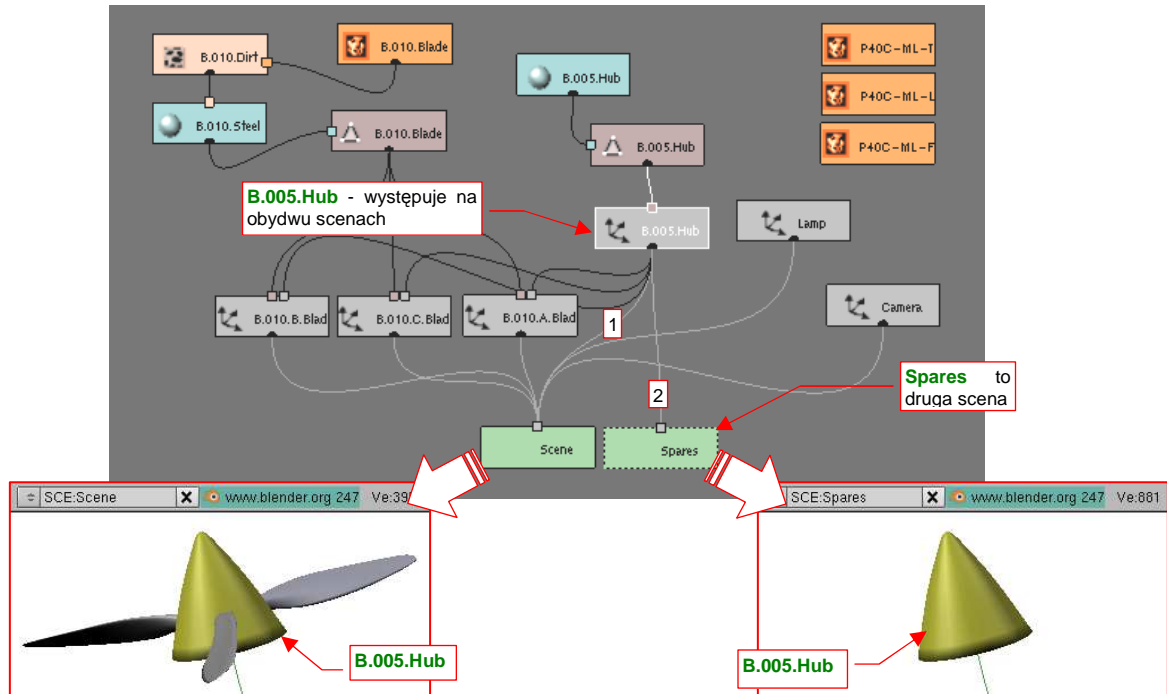 B.010.Dirt
B.010.Blade
B.005.Hub
P40C-ML-T
P40C-ML-L
P40C-ML-F
B.010.Steel
B.010.Blade
B.005.Hub
B.005.Hub - występuje na
obydwu scenach
B.005.Hub
Lamp
B.010.B.Blad
B.010.C.Blad
B.010.A.Blad
Camera
1
2
Spares to
druga scena
Scene
Spares
SCE:Scene X www.blender.org 247
SCE:Spares X www.blender.org 247 Ve:881
B.005.Hub
B.005.Hub